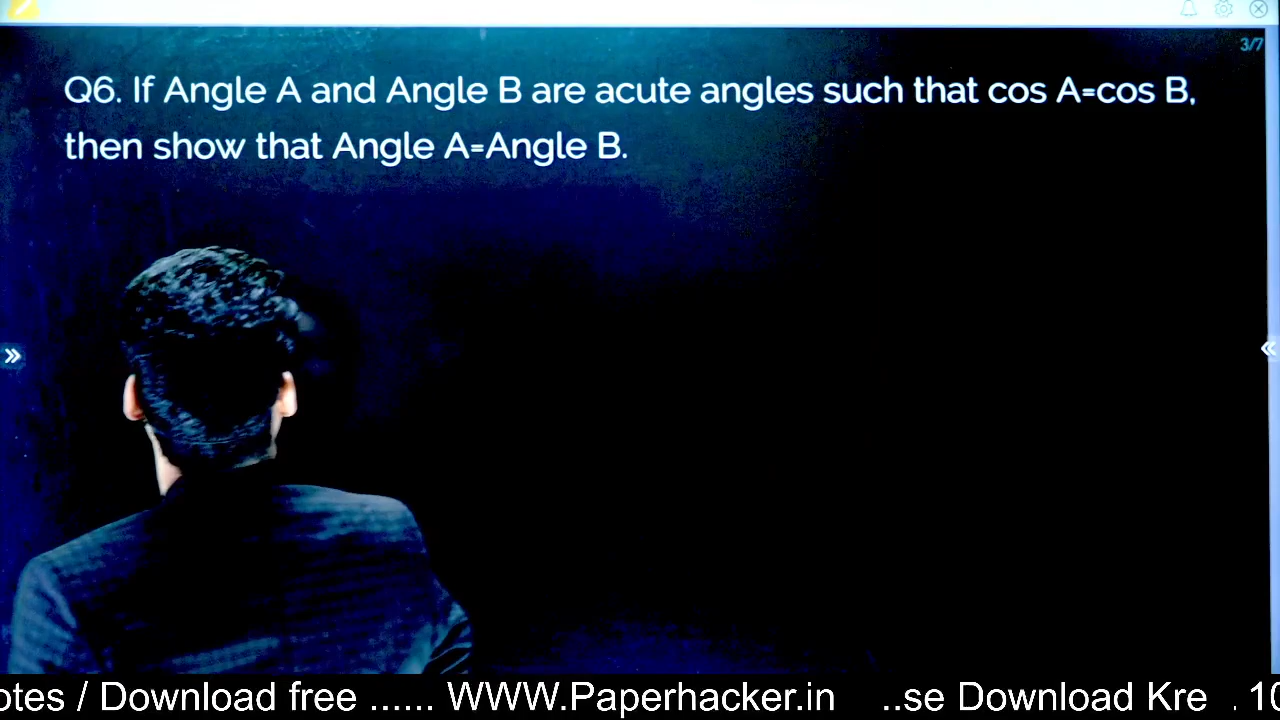 3/7
Q6. If Angle A and Angle B are acute angles such that cos A=cos B,
then show that Angle A=Angle B.
otes / Download free ...... WWW.Paperhacker.in ..se Download Kre . 10